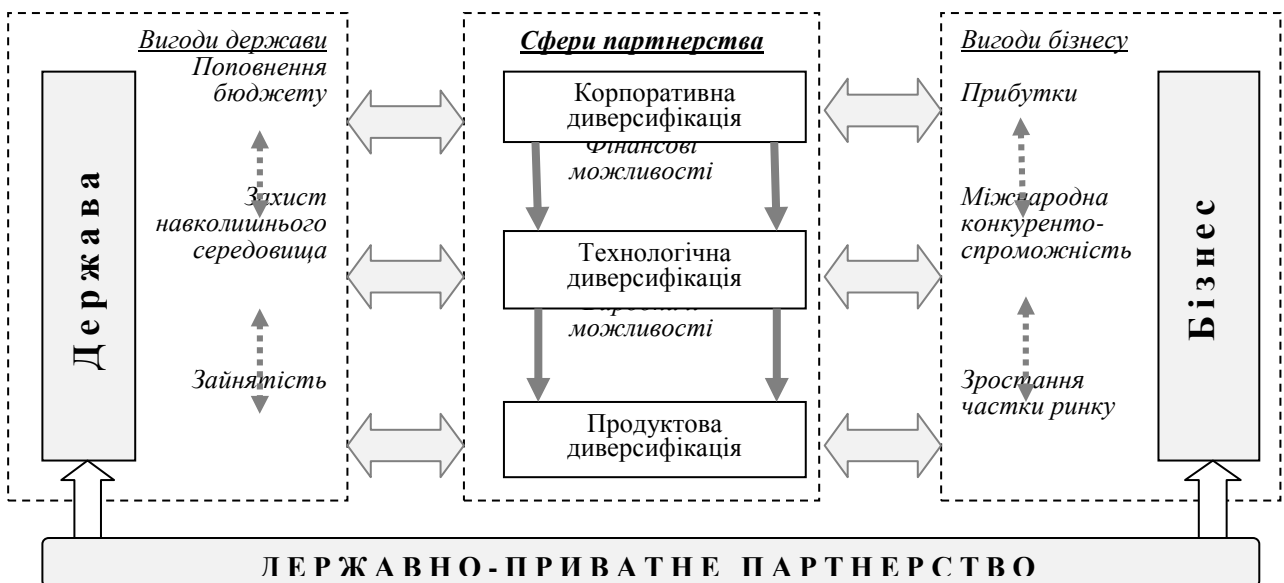 Вигоди держави
Поповнення
бюджету
Захист
навколишнього
середовища
Зайнятість
Держава
Сфери партнерства
Корпоративна
диверсифікація
Фінансові
можливості
Технологічна
диверсифікація
можливості
Продуктова
диверсифікація
Вигоди бізнесу
Прибутки
Міжнародна
конкуренто-
спроможність
Зростання
частки ринку
Бізнес
ДЕРЖАВНО-ПРИВАТНЕ ПАРТНЕРСТВО